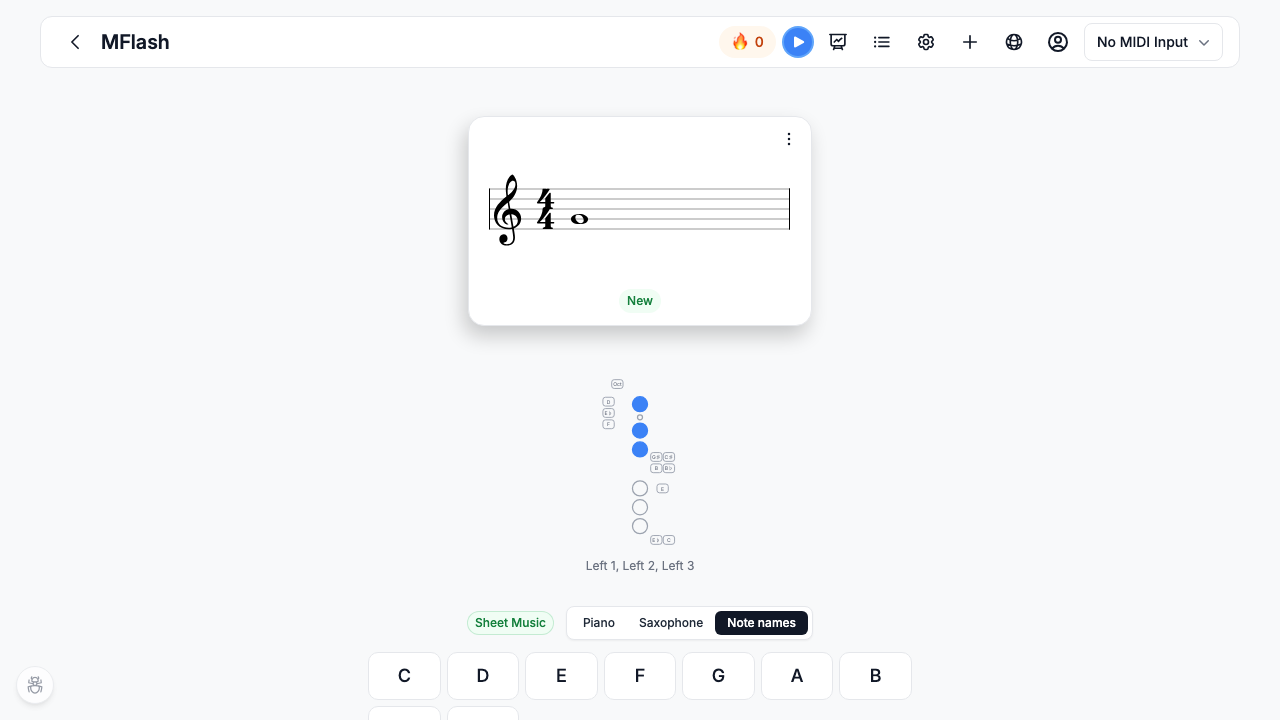 MFlash
🔥 0
No MIDI Input
4
4
New
Oct
D
E♭
F
G# C#
B B♭
E
E♭ C
Left 1, Left 2, Left 3
Sheet Music
Piano Saxophone Note names
C D E F G A B